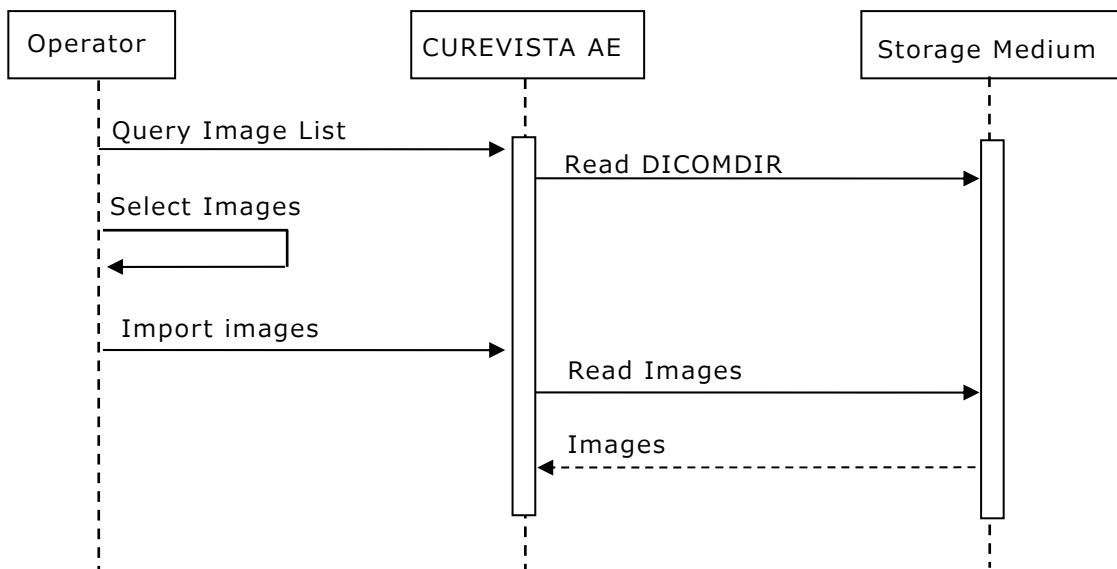 Operator
CUREVISTA AE
Storage Medium
Query Image List
Read DICOMDIR
Select Images
Import images
Read Images
Images